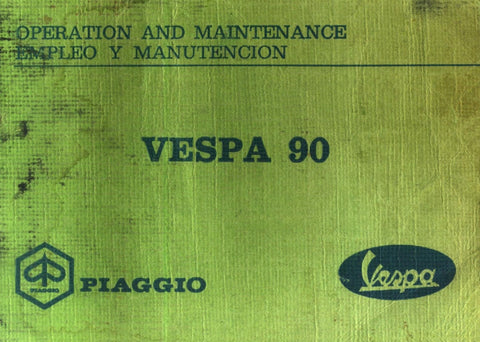 OPERATION AND MAINTENANCE
EMPLEO Y MANUTENCION
VESPA 90
PIAGGIO
PIAGGIO
Vespa